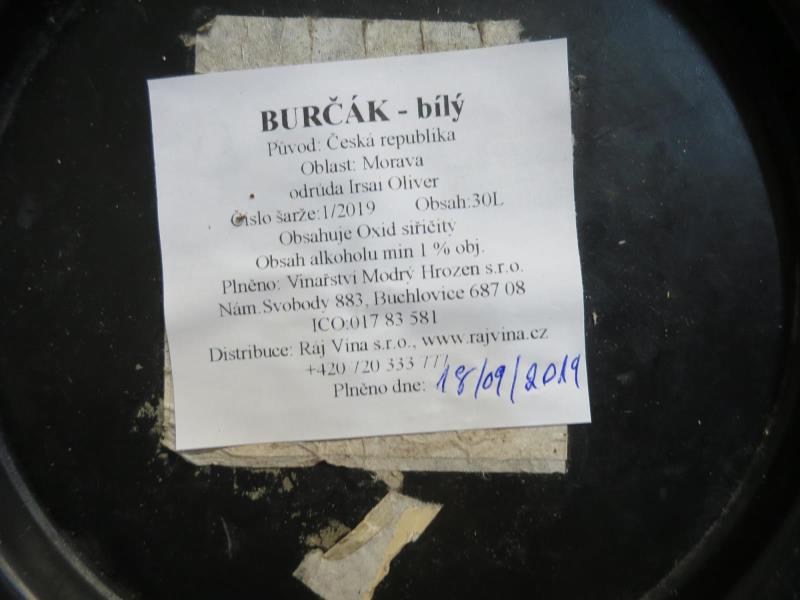 BURČÁK - bílý
Původ: Česká republika
Oblast: Morava
odrůda Irsai Oliver
Číslo šarže:1/2019 Obsah:30L
Obsahuje Oxid siřičitý
Obsah alkoholu min 1 % obj.
Plněno: Vinařství Modrý Hrozen s.r.o.
Nám.Svobody 883, Buchlovice 687 08
ICO:017 83 581
Distribuce: Ráj Vína s.r.o., www.rajvina.cz
+420 720 333 777
Plněno dne: 18/09/2019